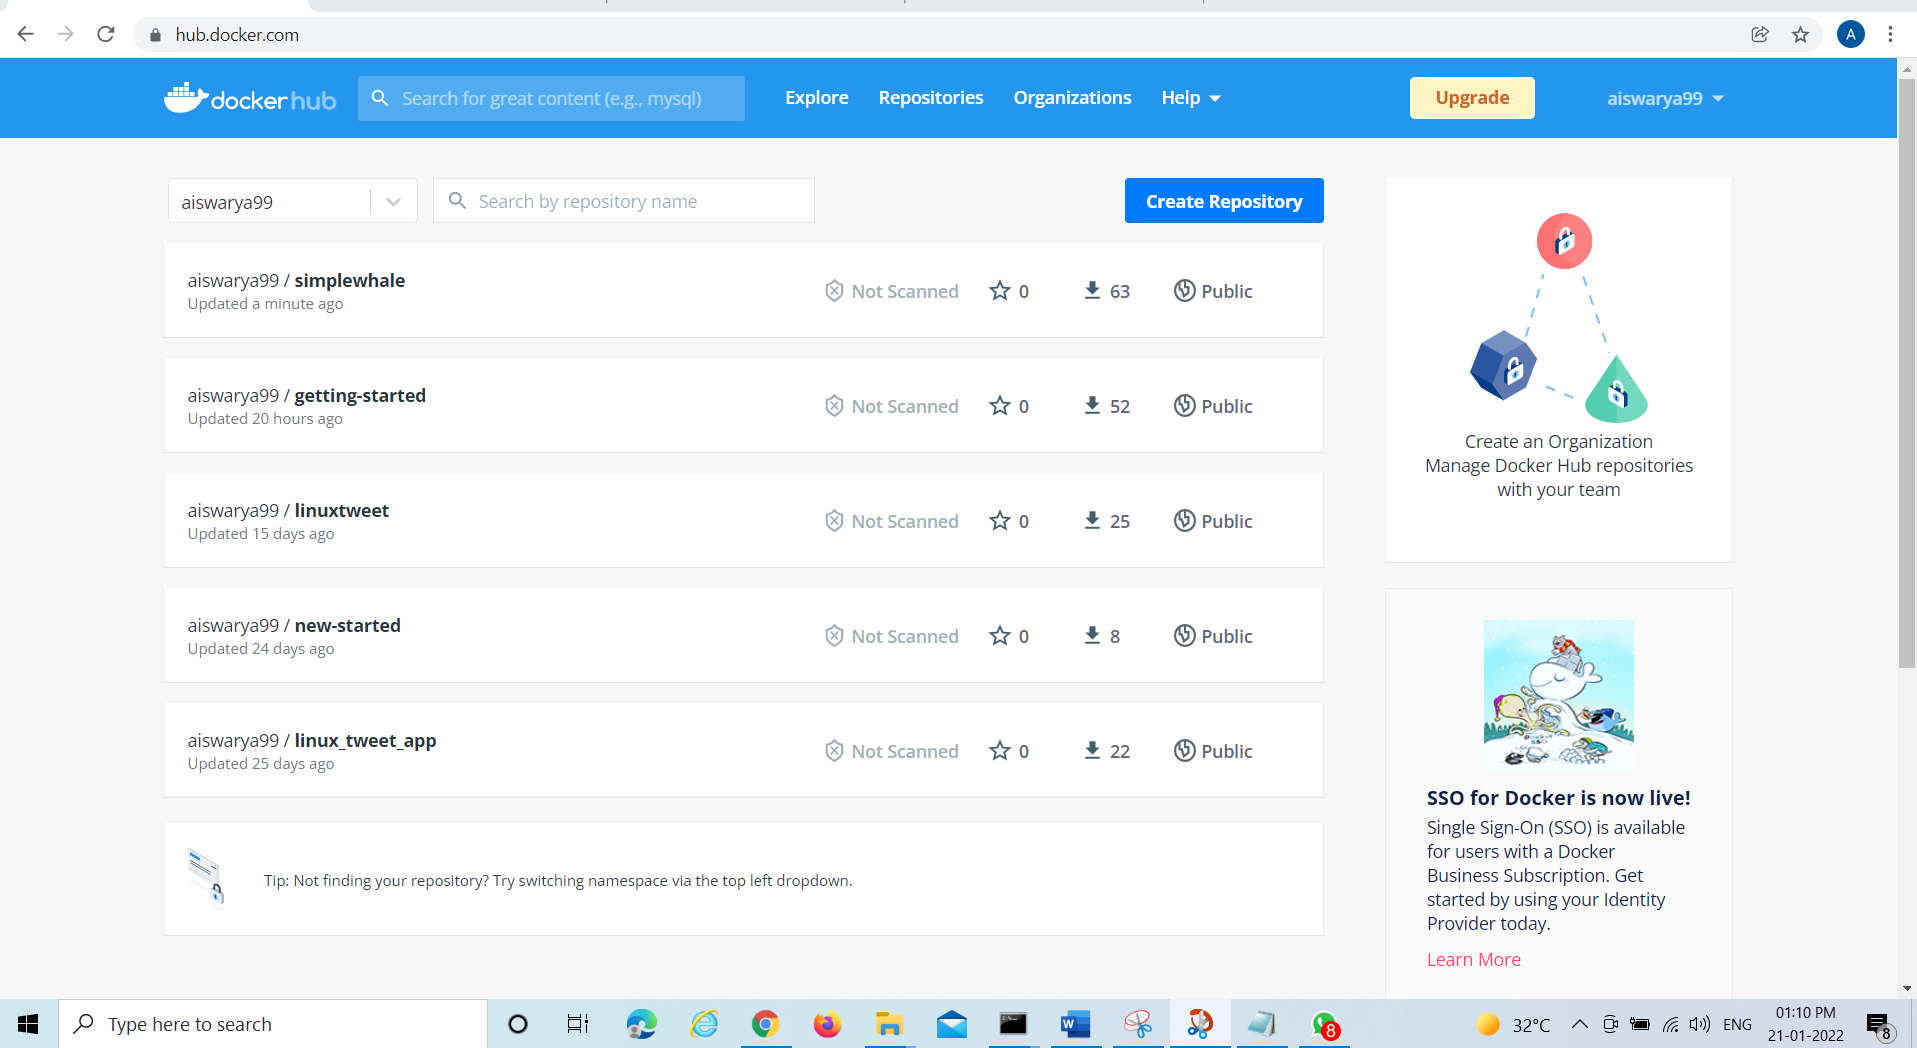 hub.docker.com
A
docker hub
Search for great content (e.g., mysql)
Explore
Repositories
Organizations
Help
Upgrade
aiswarya99
aiswarya99
Search by repository name
Create Repository
aiswarya99 / simplewhale
Updated a minute ago
Not Scanned
0
63
Public
aiswarya99 / getting-started
Updated 20 hours ago
Not Scanned
0
52
Public
aiswarya99 / linuxtweet
Updated 15 days ago
Not Scanned
0
25
Public
aiswarya99 / new-started
Updated 24 days ago
Not Scanned
0
8
Public
aiswarya99 / linux_tweet_app
Updated 25 days ago
Not Scanned
0
22
Public
Tip: Not finding your repository? Try switching namespace via the top left dropdown.
Create an Organization
Manage Docker Hub repositories
with your team
SSO for Docker is now live!
Single Sign-On (SSO) is available
for users with a Docker
Business Subscription. Get
started by using your Identity
Provider today.
Learn More
Type here to search
W
8
32°C
ENG
01:10 PM
21-01-2022
8